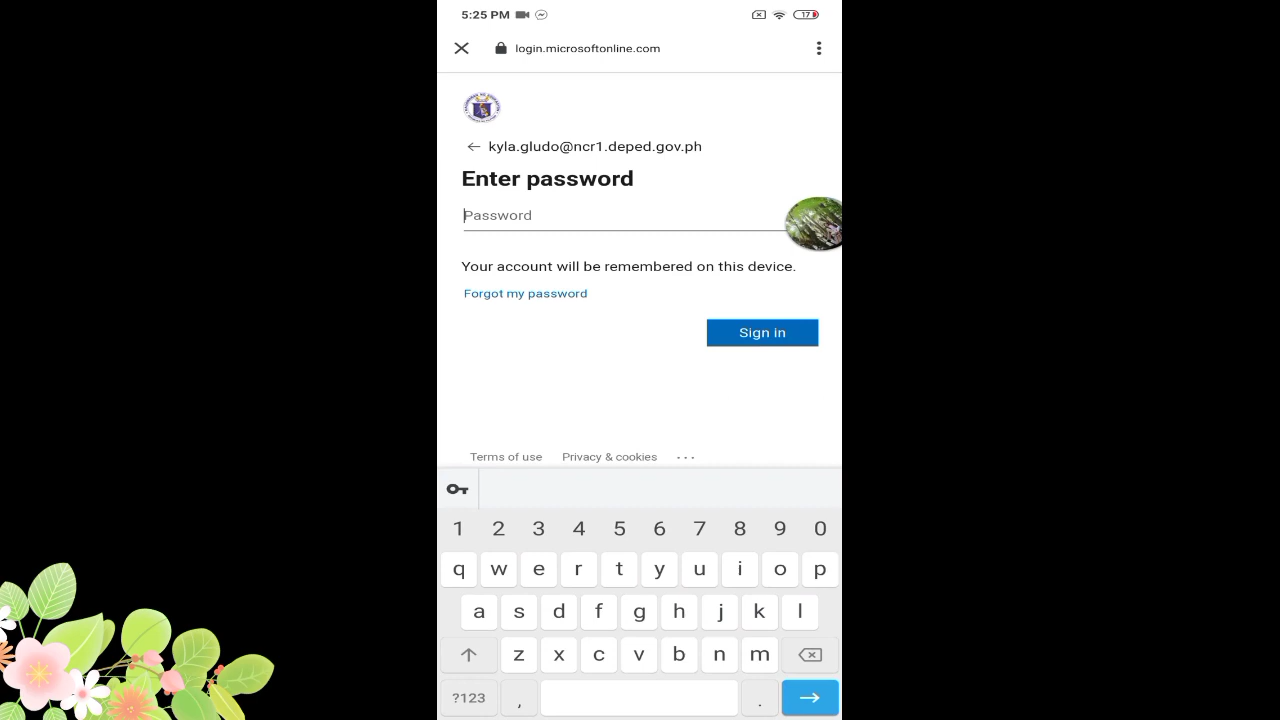 5:25 PM
17
login.microsoftonline.com
kyla.gludo@ncr1.deped.gov.ph
Enter password
Password
Your account will be remembered on this device.
Forgot my password
Sign in
Terms of use Privacy & cookies ...
1 2 3 4 5 6 7 8 9 0
q w e r t y u i o p
a s d f g h j k l
z x c v b n m
?123 , .